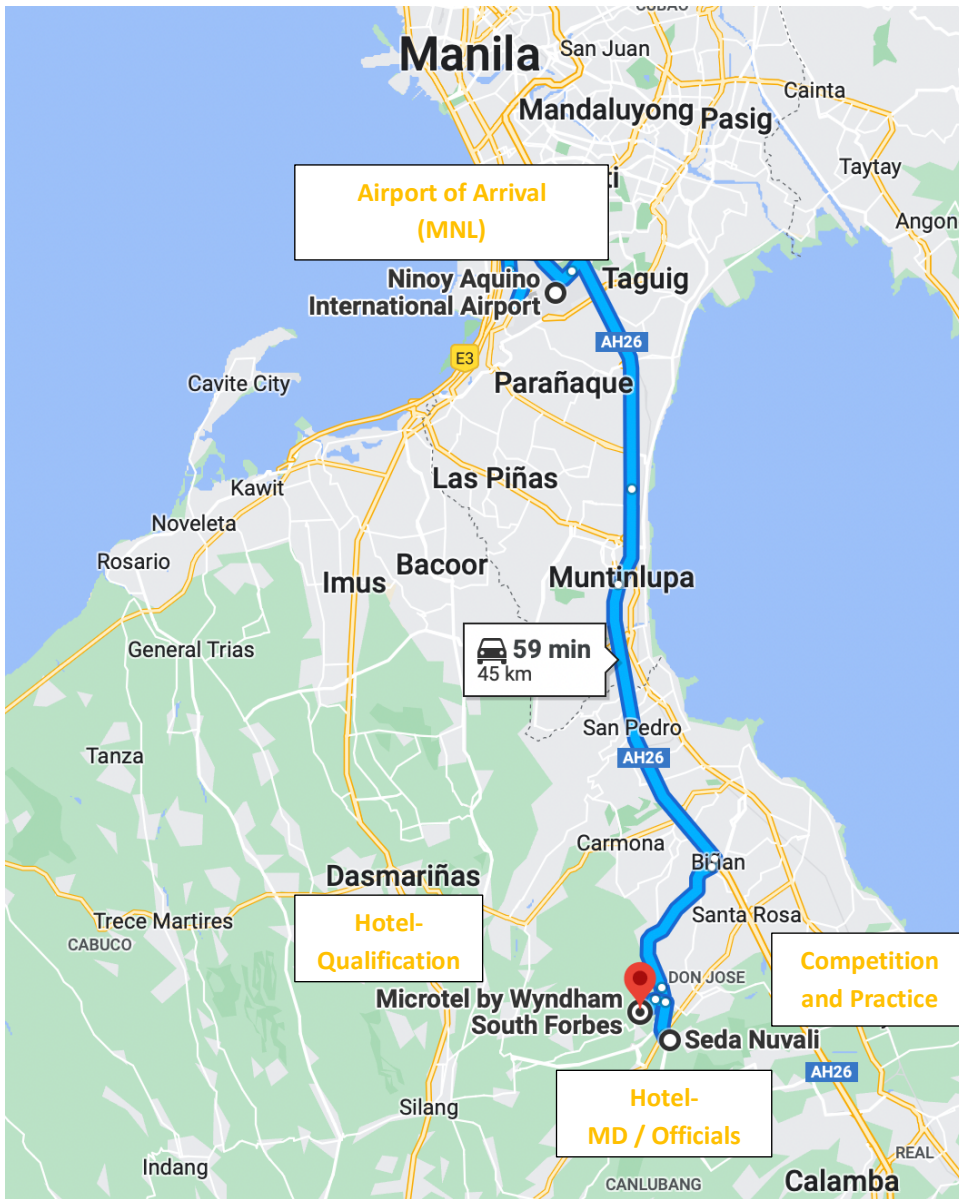 CUBAO
Manila
San Juan
Cainta
Mandaluyong
Pasig
Taytay
Airport of Arrival
(MNL)
ti
Angon
Ninoy Aquino
International Airport
Taguig
AH26
E3
Cavite City
Parañaque
Las Piñas
Kawit
Noveleta
Rosario
Bacoor
Imus
Muntinlupa
59 min
45 km
General Trias
San Pedro
Tanza
AH26
Carmona
Biñan
Dasmariñas
Trece Martires
CABUCO
Hotel-
Qualification
Santa Rosa
Competition
and Practice
DON JOSE
Microtel by Wyndham
South Forbes
Seda Nuvali
AH26
Hotel-
MD / Officials
Silang
Indang
REAL
CANLUBANG
Calamba